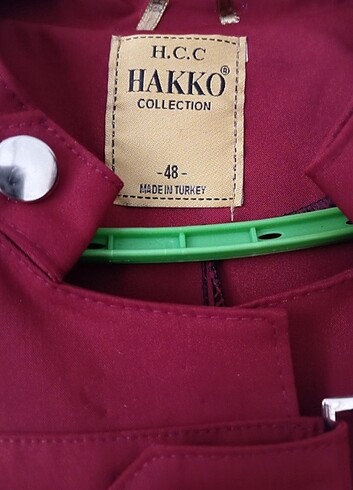 H.C.C
HAKKO®
COLLECTION
-48-
MADE IN TURKEY